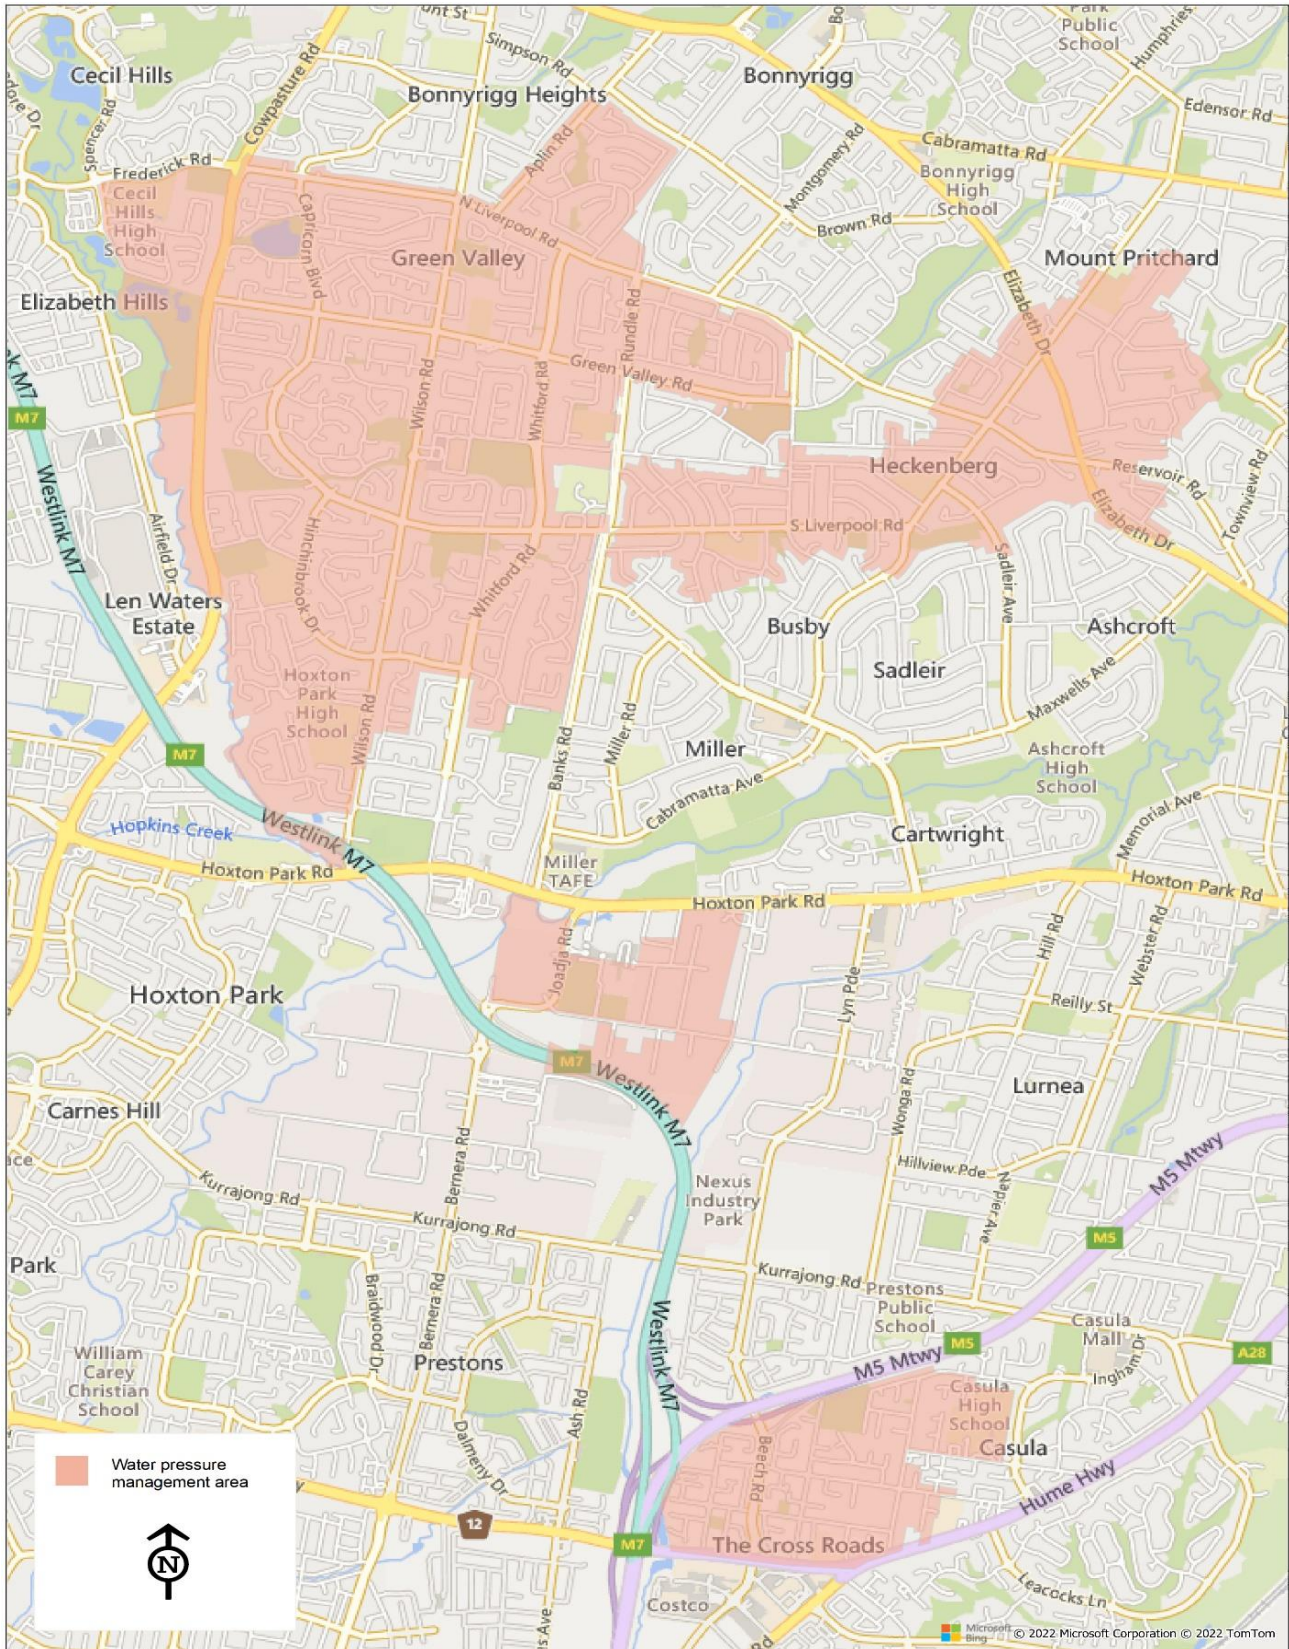 Park
Public
School
Simpson Rd
Humphries
Cecil Hills
Cowpasture Rd
Bonnyrigg
Bonnyrigg Heights
Edensor Rd
Spencer Rd
Aplin Rd
Montgomery Rd
Cabramatta Rd
Frederick Rd
Bonnyrigg
High
School
Cecil
Hills
High
School
Capricorn Blvd
N Liverpool Rd
Brown Rd
Green Valley
Mount Pritchard
Elizabeth Hills
Elizabeth Dr
Rundle Rd
Green Valley Rd
Wilson Rd
Whitford Rd
M7
Westlink M7
Heckenberg
Reservoir Rd
Townview Rd
Airfield Dr
Hinchinbrook Dr
S Liverpool Rd
Elizabeth Dr
Whitford Rd
Sadleir Ave
Len Waters
Estate
Busby
Ashcroft
Sadleir
Hoxton
Park
High
School
Maxwells Ave
Wilson Rd
Miller Rd
Banks Rd
Miller
M7
Ashcroft
High
School
Cabramatta Ave
Memorial Ave
Westlink M7
Hopkins Creek
Cartwright
Hoxton Park Rd
Miller
TAFE
Hoxton Park Rd
Hoxton Park Rd
Joadja Rd
Hill Rd
Webster Rd
Hoxton Park
Lyn Pde
Reilly St
M7
Westlink M7
Lurnea
Carnes Hill
Wonga Rd
Bernera Rd
Hillview Pde
M5 Mtwy
Kurrajong Rd
Nexus
Industry
Park
Napier Ave
Kurrajong Rd
M5
Park
Kurrajong Rd
Braidwood Dr
Bernera Rd
Prestons
Public
School
Westlink M7
Casula
Mall
M5
A28
William
Carey
Christian
School
Prestons
M5 Mtwy
Ingham Dr
Ash Rd
Casula
High
School
Dalmeny Dr
Beech Rd
Casula
Water pressure
management area
Hume Hwy
12
M7
The Cross Roads
N
Costco
Leacocks Ln
Microsoft
Bing
© 2022 Microsoft Corporation © 2022 TomTom